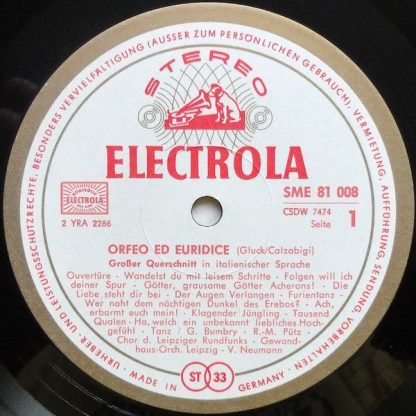 URHEBER- UND LEISTUNGSSCHUTZRECHTE, BESONDERS VERVIELFÄLTIGUNG (AUSSER ZUM PERSÖNLICHEN GEBRAUCH), VERMIETUNG, AUFFÜHRUNG, SENDUNG, VORBEHALTEN ·
STEREO
ELECTROLA
ELECTROLA
2 YRA 2286
SME 81 008
CSDW 7474
Seite 1
ORFEO ED EURIDICE (Gluck/Calzabigi)
Großer Querschnitt in italienischer Sprache
Ouvertüre - Wandelst du mit leisem Schritte - Folgen will ich
deiner Spur - Götter, grausame Götter Acherons! - Die
Liebe steht dir bei - Der Augen Verlangen - Furientanz -
Wer naht dem nächtigen Dunkel des Erebos? - Ach,
erbarmt euch mein! - Klagender Jüngling - Tausend
Qualen - Ha, welch ein unbekannt liebliches Hoch-
gefühl - Tanz / G. Bumbry - R.-M. Pütz -
Chor d. Leipziger Rundfunks - Gewand-
haus-Orch. Leipzig - V. Neumann
MADE IN GERMANY
ST 33